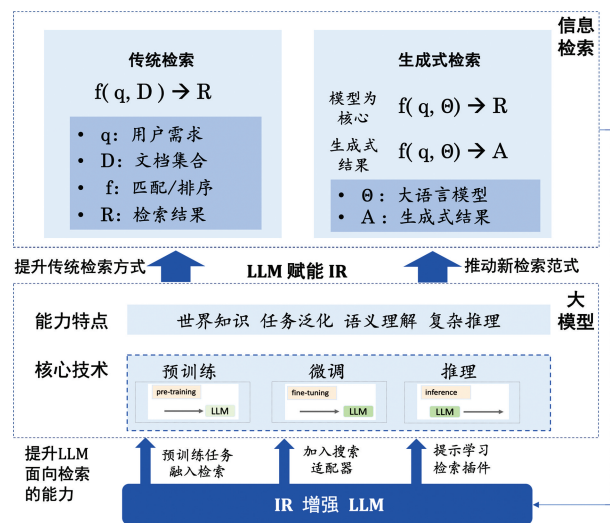 信息
检索
传统检索
f( q, D ) → R
• q：用户需求
• D：文档集合
• f：匹配/排序
• R：检索结果
生成式检索
模型为
核心
f( q, Θ) → R
生成式
结果
f( q, Θ) → A
• Θ：大语言模型
• A：生成式结果
提升传统检索方式
LLM 赋能 IR
推动新检索范式
大
模型
能力特点
世界知识 任务泛化 语义理解 复杂推理
核心技术
预训练
微调
推理
pre-training
LLM
fine-tuning
LLM
inference
LLM
提升LLM
面向检索
的能力
预训练任务
融入检索
加入搜索
适配器
提示学习
检索插件
IR 增强 LLM